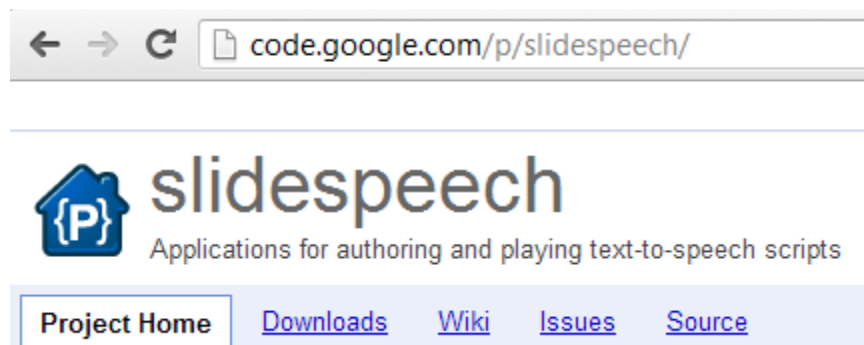 code.google.com/p/slidespeech/
{P}
slidespeech
Applications for authoring and playing text-to-speech scripts
Project Home Downloads Wiki Issues Source